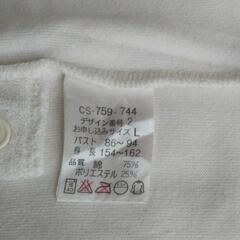 CS-759-744
デザイン番号 2
お申し込みサイズ L
バスト 86～94
身 長 154～162
品質 綿 75%
ポリエステル 25%